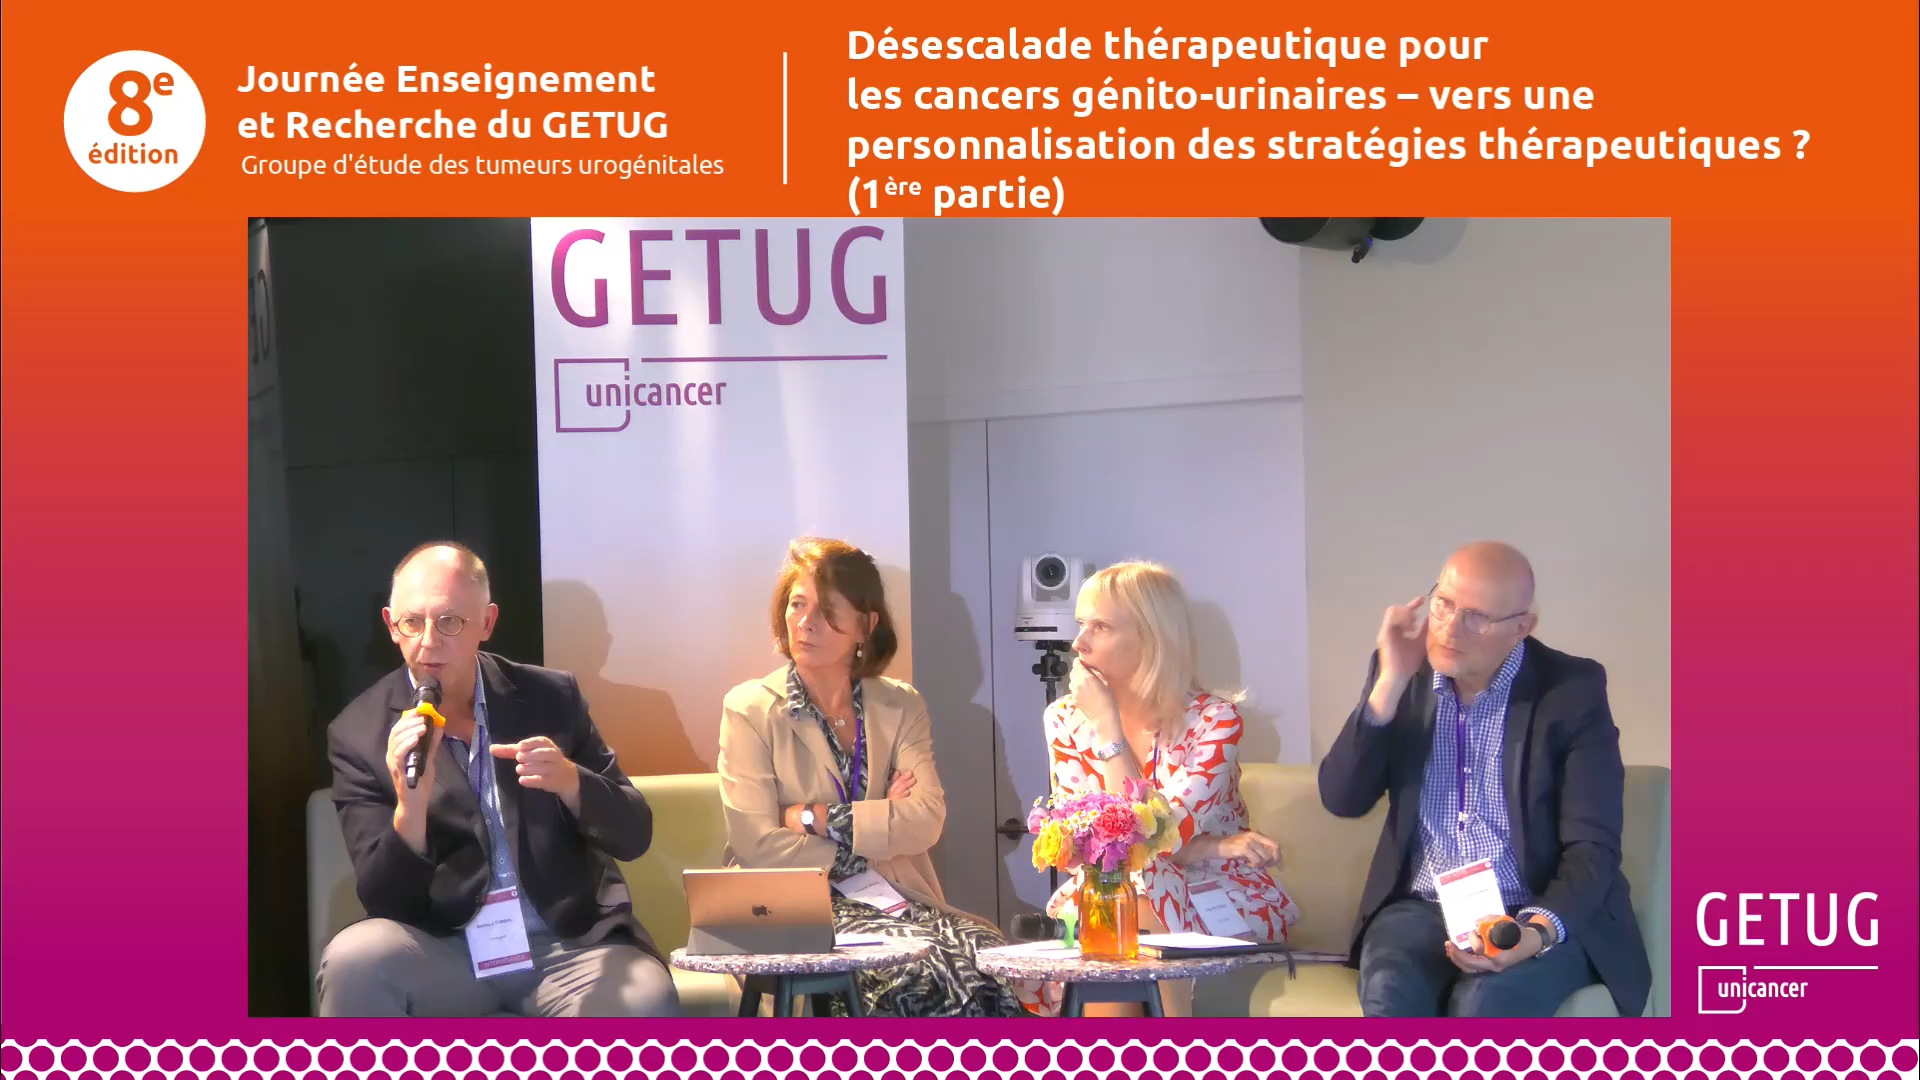 8e
édition
Journée Enseignement
et Recherche du GETUG
Groupe d'étude des tumeurs urogénitales
Désescalade thérapeutique pour
les cancers génito-urinaires – vers une
personnalisation des stratégies thérapeutiques ?
(1ère partie)
GETUG
unicancer
GETUG
unicancer